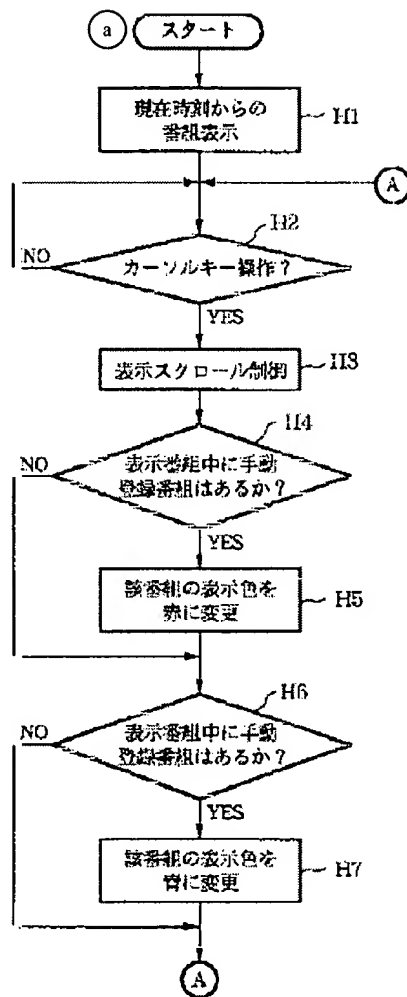 a
スタート
現在時刻からの
番組表示
H1
A
H2
NO
カーソルキー操作？
YES
表示スクロール制御
H3
H4
NO
表示番組中に手動
登録番組はあるか？
YES
該番組の表示色を
赤に変更
H5
H6
NO
表示番組中に手動
登録番組はあるか？
YES
該番組の表示色を
青に変更
H7
A